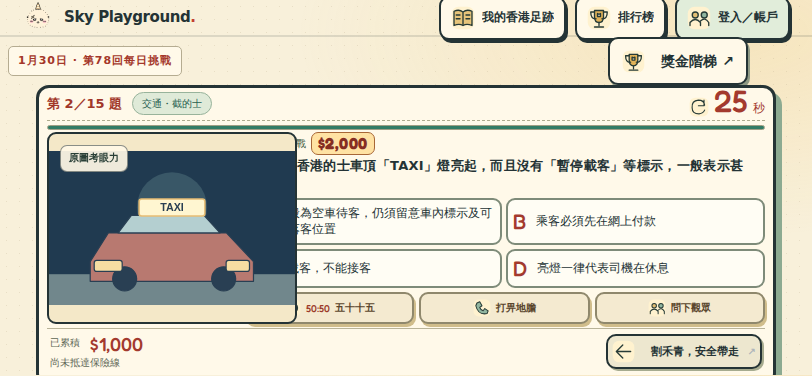 Sky Playground.
我的香港足跡
排行榜
登入／帳戶
1月30日 · 第78回每日挑戰
獎金階梯 ↗
第 2／15 題
交通・截的士
25 秒
原圖考眼力
TAXI
戰 $2,000
香港的士車頂「TAXI」燈亮起，而且沒有「暫停載客」等標示，一般表示甚
為空車待客，仍須留意車內標示及可
客位置
B 乘客必須先在網上付款
客，不能接客
D 亮燈一律代表司機在休息
50:50 五十十五
打畀地膽
問下觀眾
已累積 $1,000
尚未抵達保險線
割禾青，安全帶走 ↗